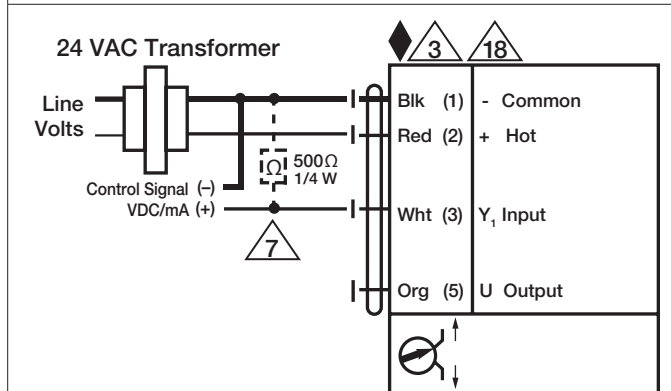 24 VAC Transformer
3
18
Line
Volts
Blk (1) - Common
Red (2) + Hot
Ω
500Ω
1/4 W
Control Signal (–)
VDC/mA (+)
Wht (3) Y₁ Input
7
Org (5) U Output